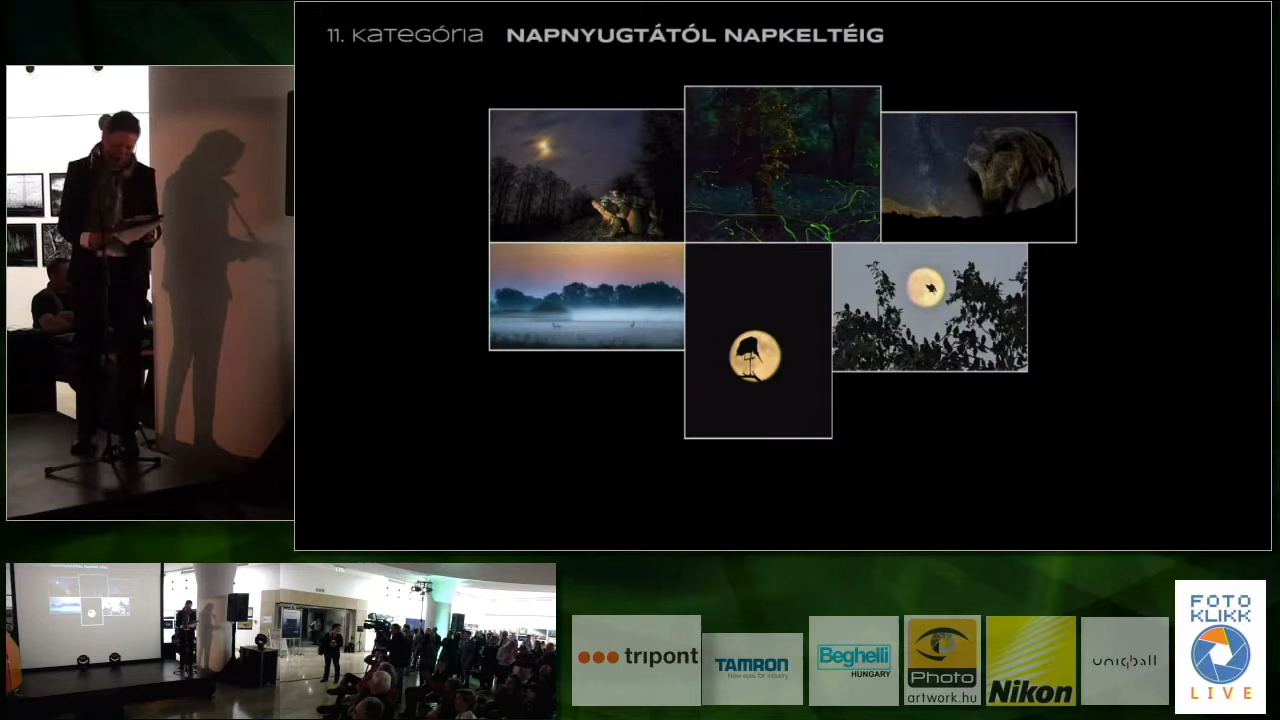 11. KATEGÓRIA NAPNYUGTÁTÓL NAPKELTÉIG
tripont
TAMRON
New eyes for industry
Beghelli
HUNGARY
Photo
artwork.hu
Nikon
uniqball
FOTO
KLIKK
LIVE